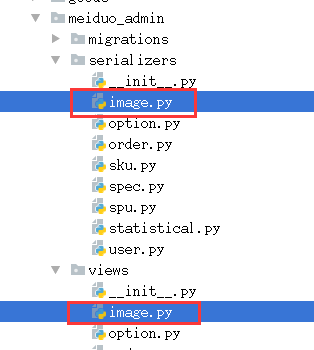 meiduo_admin
migrations
serializers
__init__.py
image.py
option.py
order.py
sku.py
spec.py
spu.py
statistical.py
user.py
views
__init__.py
image.py
option.py